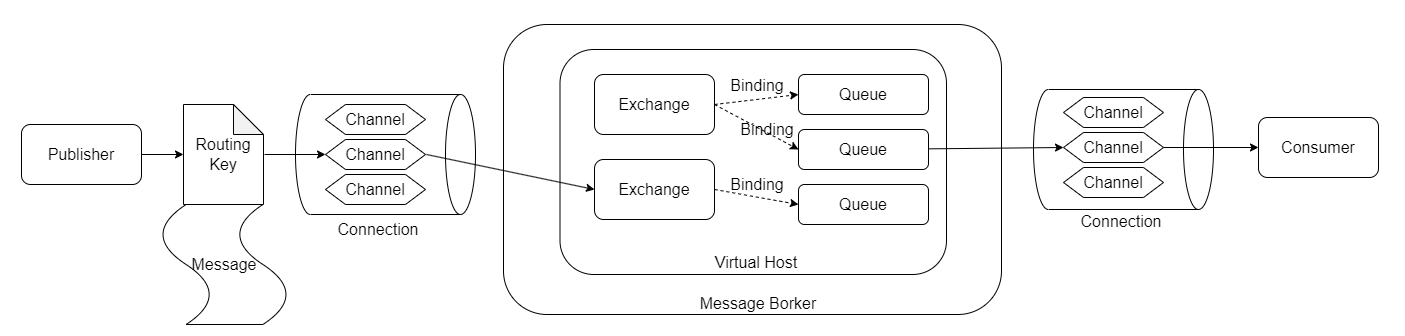 Publisher
Routing
Key
Message
Channel
Channel
Channel
Connection
Exchange
Exchange
Binding
Binding
Binding
Queue
Queue
Queue
Virtual Host
Message Borker
Channel
Channel
Channel
Connection
Consumer